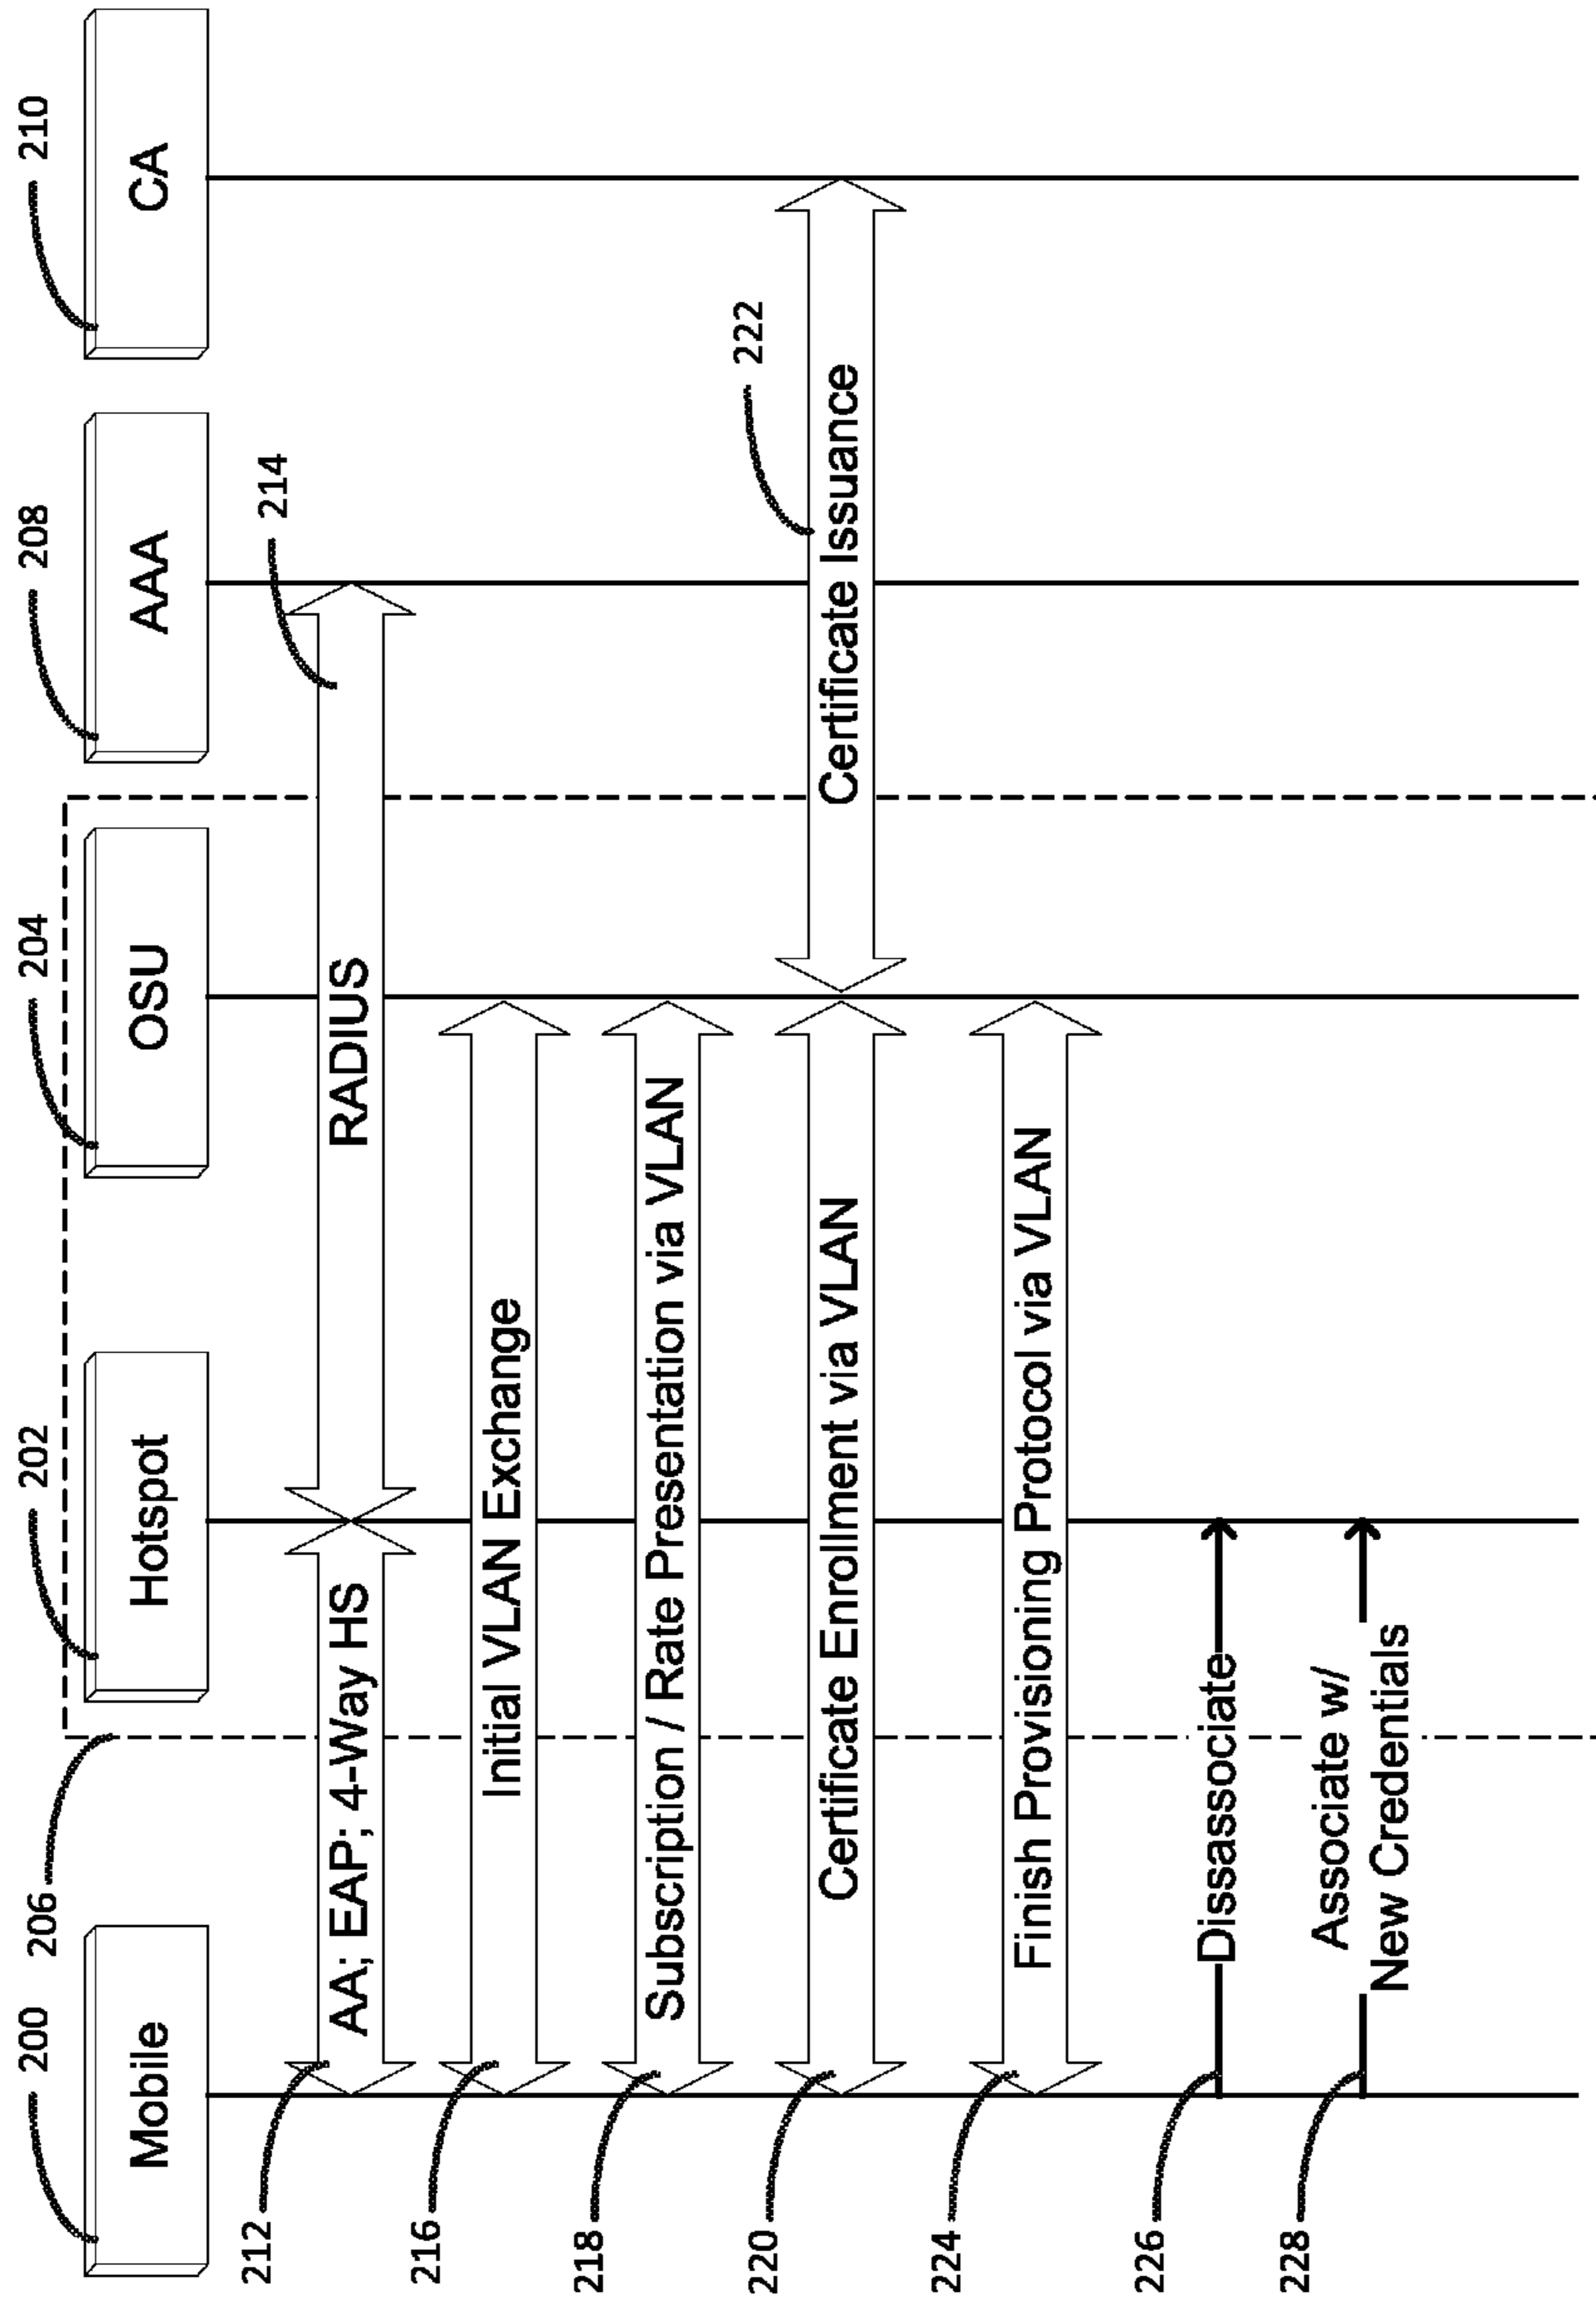 200
206
202
204
208
210
Mobile
Hotspot
OSU
AAA
CA
212
AA; EAP; 4-Way HS
RADIUS
214
216
Initial VLAN Exchange
218
Subscription / Rate Presentation via VLAN
220
Certificate Enrollment via VLAN
Certificate Issuance
222
224
Finish Provisioning Protocol via VLAN
226
Dissassociate
228
Associate w/
New Credentials